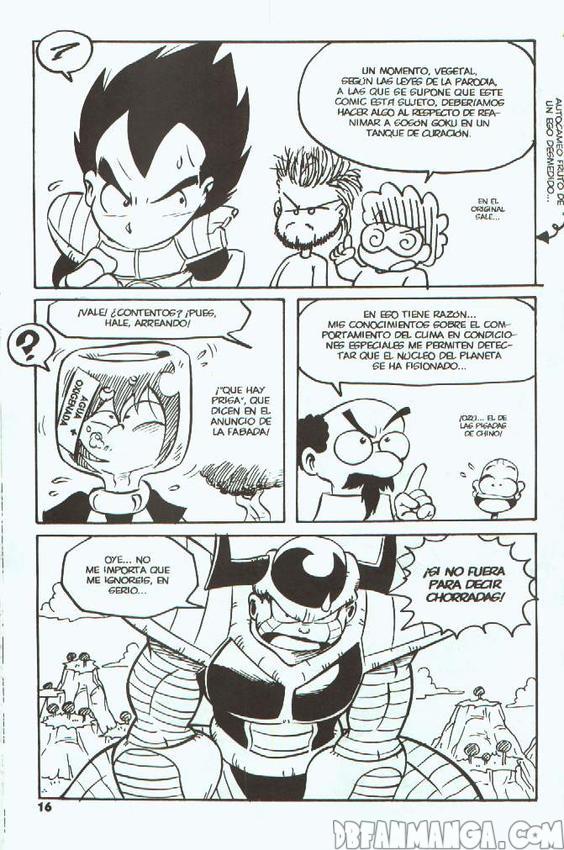 UN MOMENTO, VEGETAL,
SEGÚN LAS LEYES DE LA PARODIA,
A LAS QUE SE SUPONE QUE ESTE
COMIC ESTÁ SUJETO, DEBERÍAMOS
HACER ALGO AL RESPECTO DE REA-
NIMAR A GOSÓN GOKU EN UN
TANQUE DE CURACIÓN.
EN EL
ORIGINAL
SALE...
AUTOCAMEO FRUTO DE
UN EGO DESMEDIDO...
¡VALE! ¿CONTENTOS? ¡PUES,
HALE, ARREANDO!
?
AGUA
OXIGENADA
¡"QUE HAY
PRISA", QUE
DICEN EN EL
ANUNCIO DE
LA FABADA!
EN ESO TIENE RAZÓN...
MIS CONOCIMIENTOS SOBRE EL COM-
PORTAMIENTO DEL CLIMA EN CONDICIO-
NES ESPECIALES ME PERMITEN DETEC-
TAR QUE EL NÚCLEO DEL PLANETA
SE HA FISIONADO...
¡OZÚ... EL DE
LAS PISADAS
DE CHINO!
OYE... NO
ME IMPORTA QUE
ME IGNORÉIS, EN
SERIO...
¡SI NO FUERA
PARA DECIR
CHORRADAS!
16
DBFANMANGA.COM